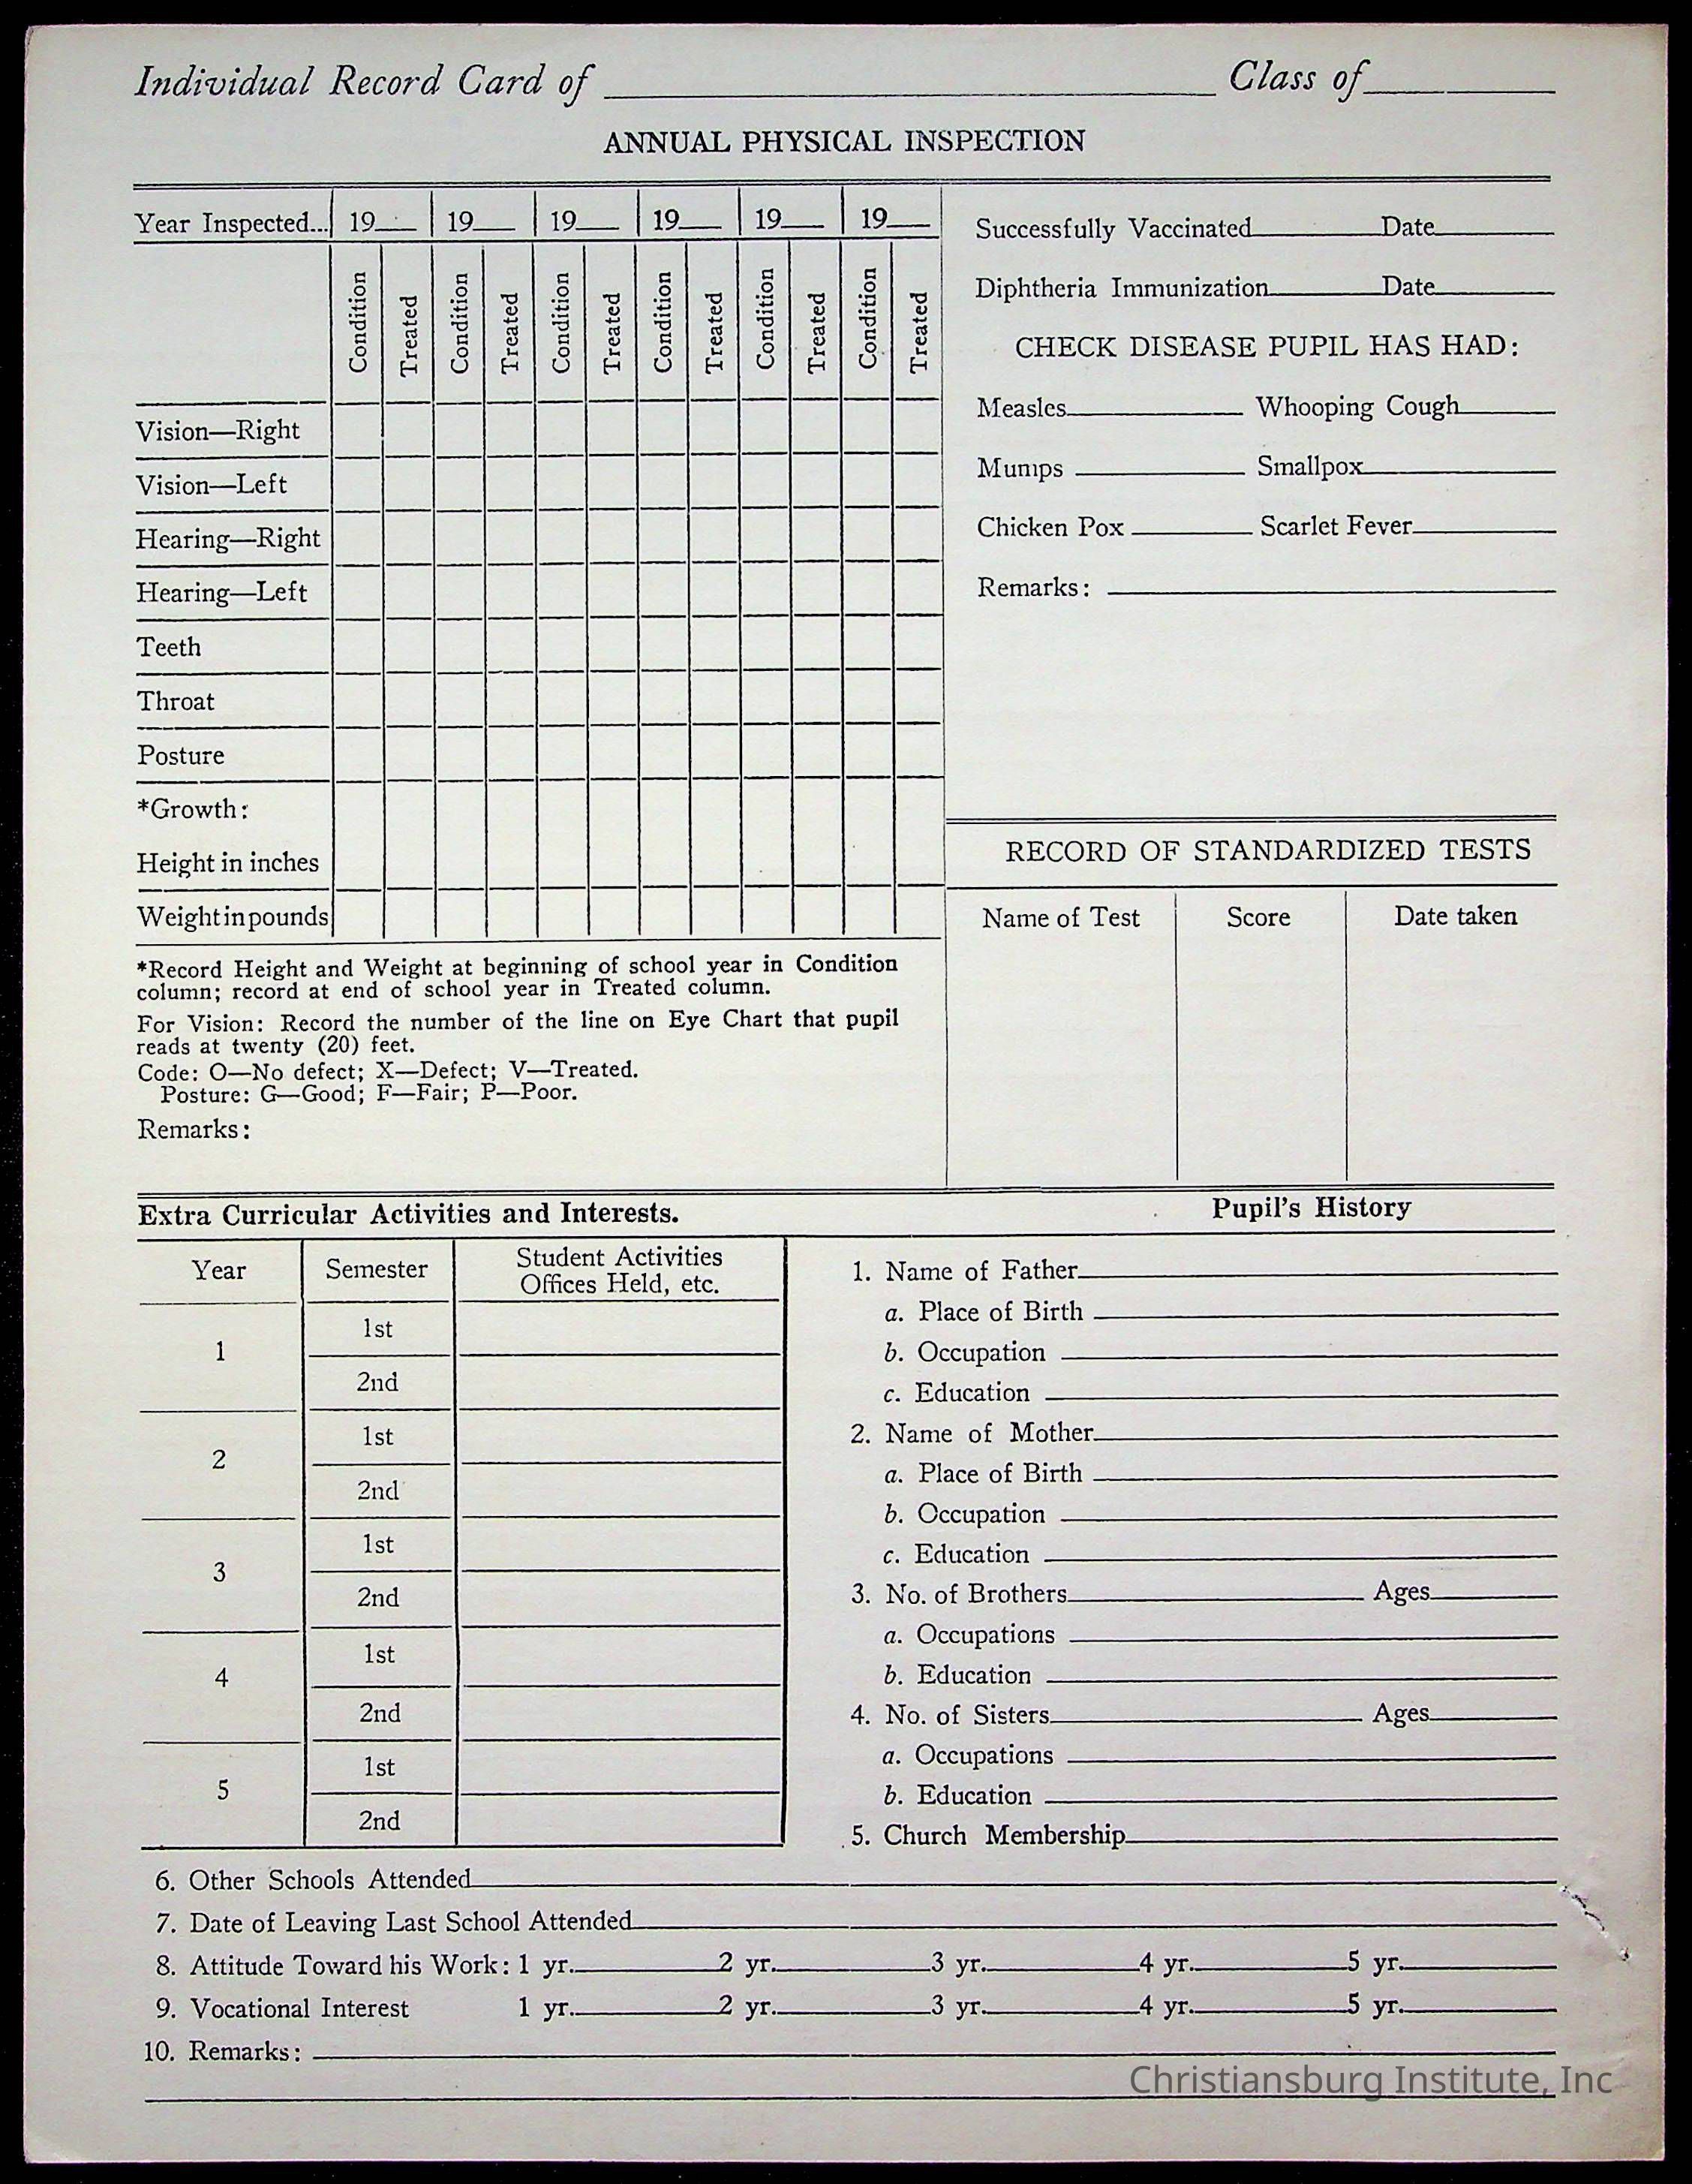 Individual Record Card of Class of
ANNUAL PHYSICAL INSPECTION
Year Inspected... 19 19 19 19 19 19
Condition Treated Condition Treated Condition Treated Condition Treated Condition Treated Condition Treated
Vision—Right
Vision—Left
Hearing—Right
Hearing—Left
Teeth
Throat
Posture
*Growth:
Height in inches
Weight in pounds
*Record Height and Weight at beginning of school year in Condition
column; record at end of school year in Treated column.
For Vision: Record the number of the line on Eye Chart that pupil
reads at twenty (20) feet.
Code: O—No defect; X—Defect; V—Treated.
Posture: G—Good; F—Fair; P—Poor.
Remarks:
Successfully Vaccinated Date
Diphtheria Immunization Date
CHECK DISEASE PUPIL HAS HAD:
Measles Whooping Cough
Mumps Smallpox
Chicken Pox Scarlet Fever
Remarks:
RECORD OF STANDARDIZED TESTS
Name of Test Score Date taken
Extra Curricular Activities and Interests.
Year Semester Student Activities
Offices Held, etc.
1 1st
2nd
2 1st
2nd
3 1st
2nd
4 1st
2nd
5 1st
2nd
Pupil's History
1. Name of Father
a. Place of Birth
b. Occupation
c. Education
2. Name of Mother
a. Place of Birth
b. Occupation
c. Education
3. No. of Brothers Ages
a. Occupations
b. Education
4. No. of Sisters Ages
a. Occupations
b. Education
5. Church Membership
6. Other Schools Attended
7. Date of Leaving Last School Attended
8. Attitude Toward his Work: 1 yr. 2 yr. 3 yr. 4 yr. 5 yr.
9. Vocational Interest 1 yr. 2 yr. 3 yr. 4 yr. 5 yr.
10. Remarks:
Christiansburg Institute, Inc